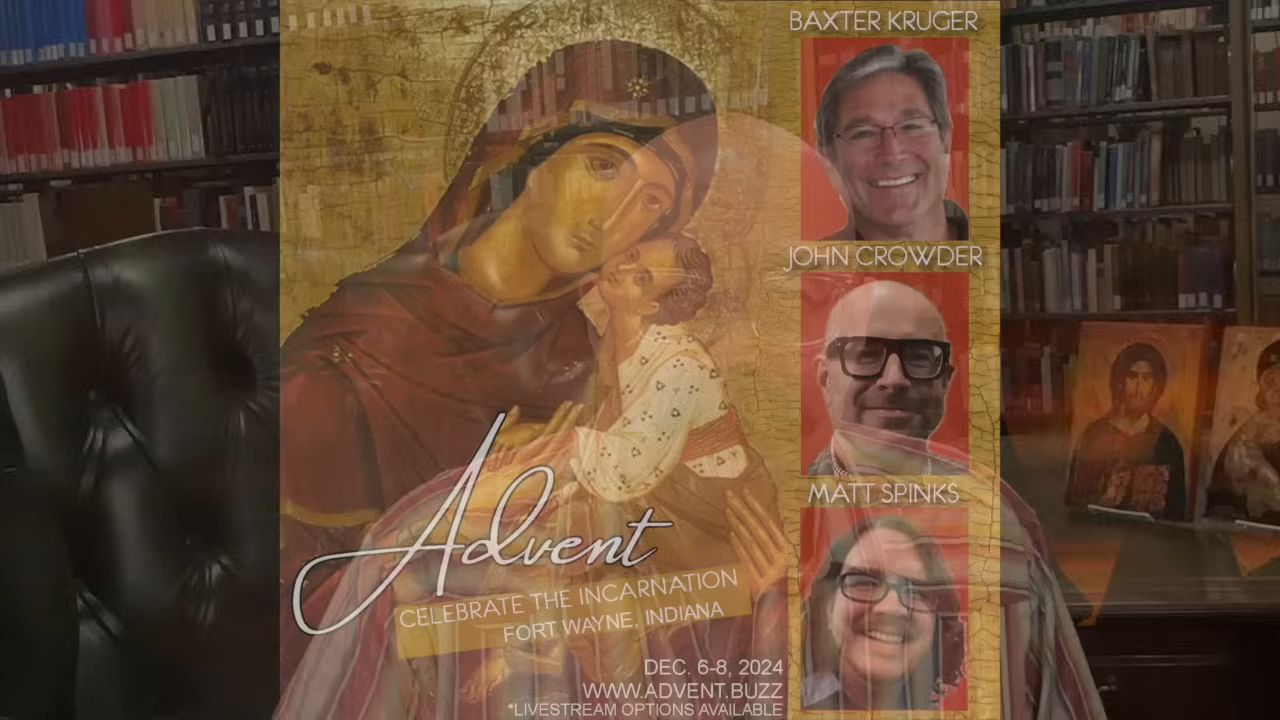 BAXTER KRUGER
JOHN CROWDER
MATT SPINKS
Advent
CELEBRATE THE INCARNATION
FORT WAYNE, INDIANA
DEC. 6-8, 2024
WWW.ADVENT.BUZZ
*LIVESTREAM OPTIONS AVAILABLE